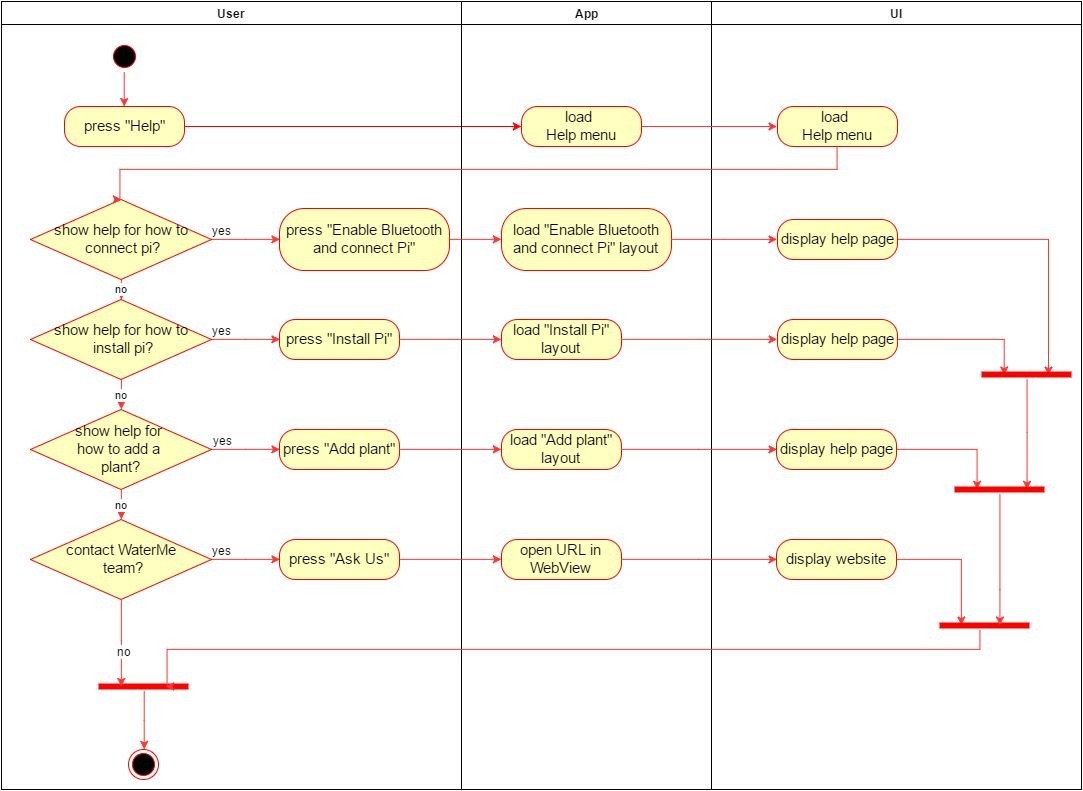 User
App
UI
press "Help"
load
Help menu
load
Help menu
show help for how to
connect pi?
yes
press "Enable Bluetooth
and connect Pi"
load "Enable Bluetooth
and connect Pi" layout
display help page
no
show help for how to
install pi?
yes
press "Install Pi"
load "Install Pi"
layout
display help page
no
show help for
how to add a
plant?
yes
press "Add plant"
load "Add plant"
layout
display help page
no
contact WaterMe
team?
yes
press "Ask Us"
open URL in
WebView
display website
no